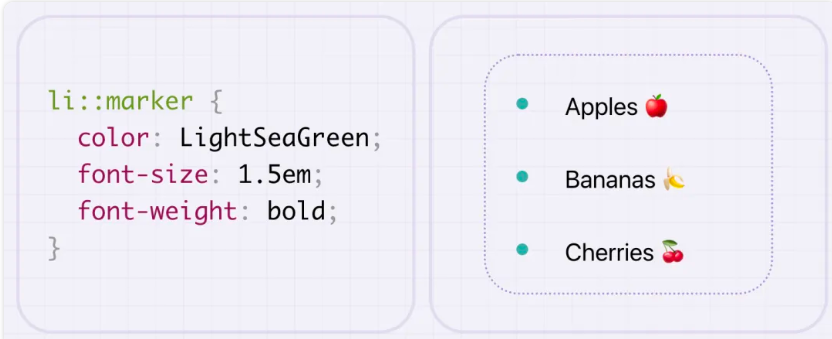 li::marker {
  color: LightSeaGreen;
  font-size: 1.5em;
  font-weight: bold;
}
Apples 🍎
Bananas 🍌
Cherries 🍒